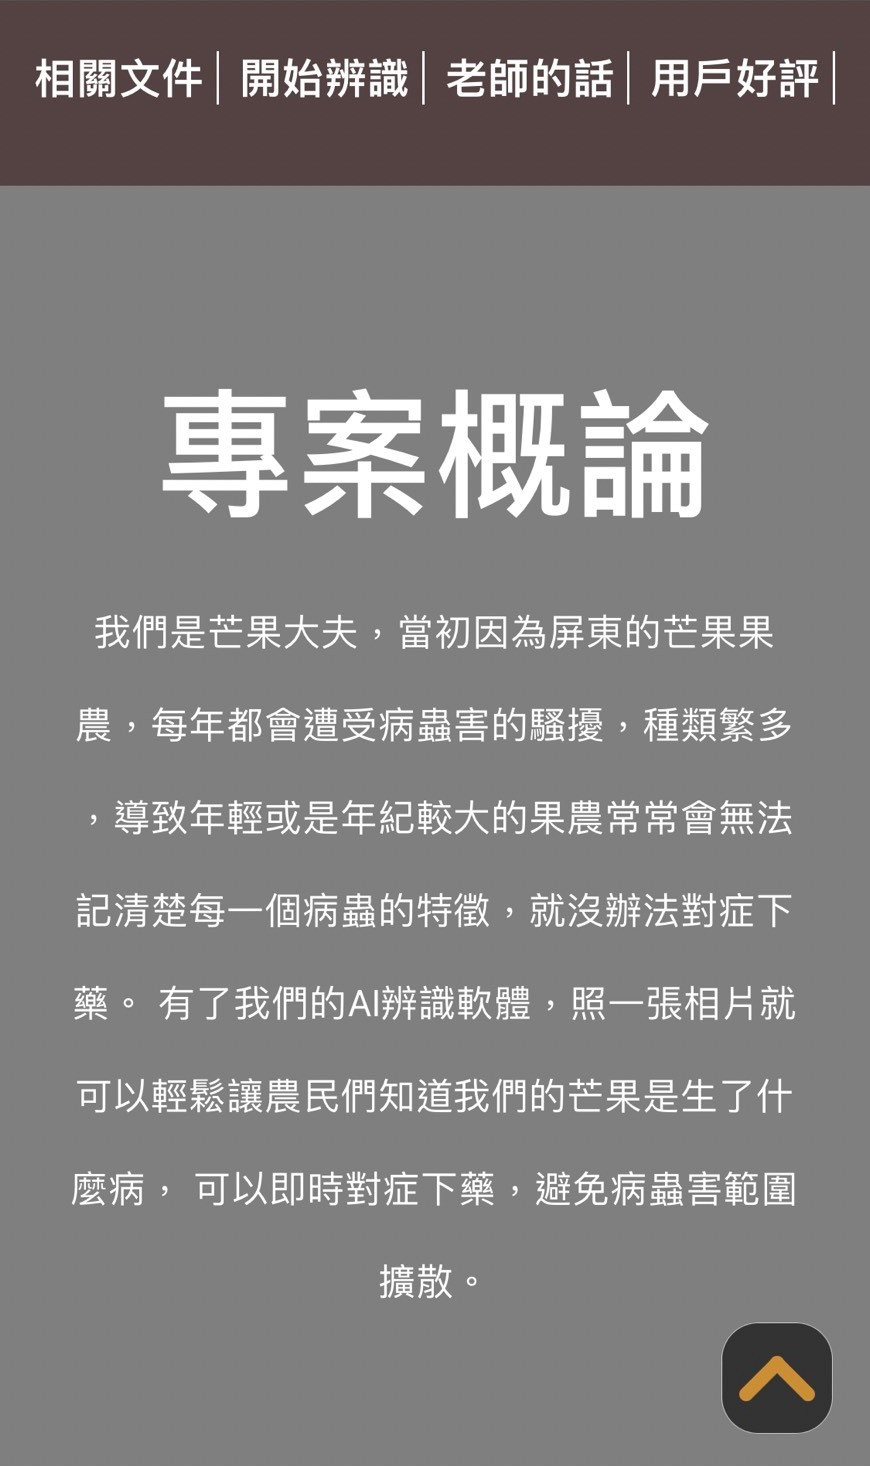 相關文件│ 開始辨識│ 老師的話│ 用戶好評│
專案概論
我們是芒果大夫，當初因為屏東的芒果果
農，每年都會遭受病蟲害的騷擾，種類繁多
，導致年輕或是年紀較大的果農常常會無法
記清楚每一個病蟲的特徵，就沒辦法對症下
藥。 有了我們的AI辨識軟體，照一張相片就
可以輕鬆讓農民們知道我們的芒果是生了什
麼病， 可以即時對症下藥，避免病蟲害範圍
擴散。